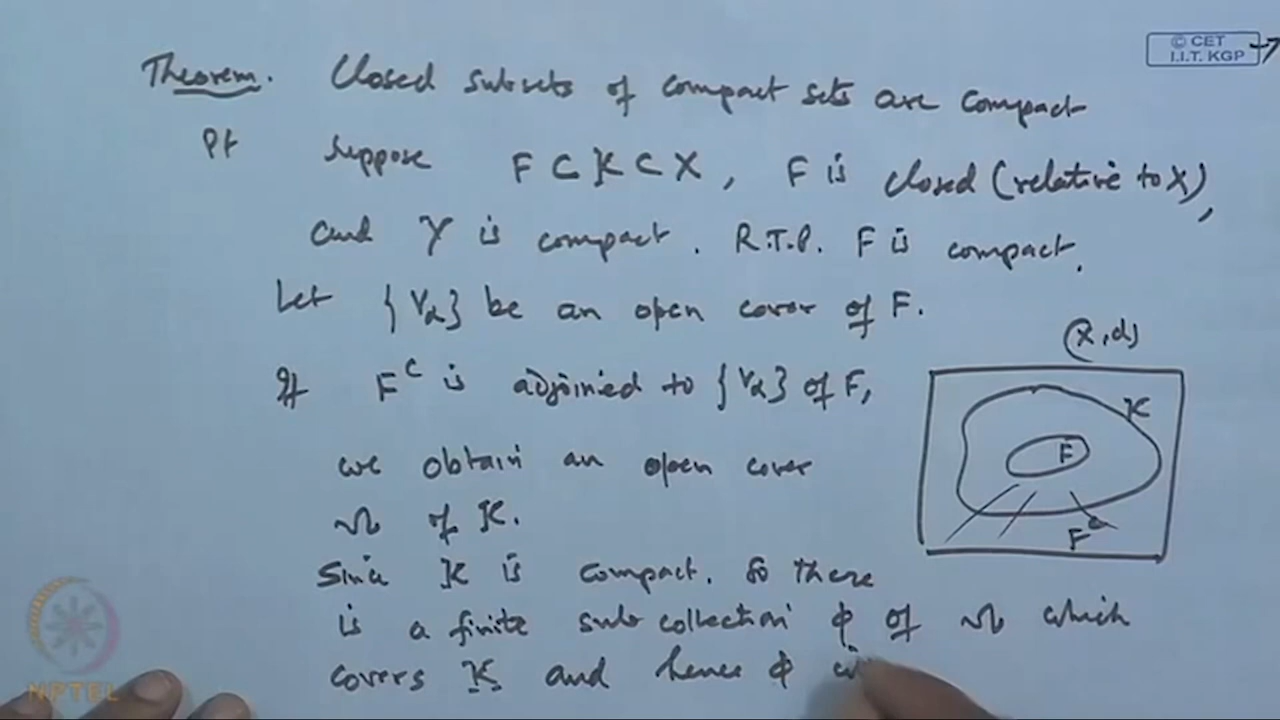 © CET
I.I.T. KGP
Theorem. Closed subsets of compact sets are compact
Pf Suppose F ⊂ K ⊂ X, F is closed (relative to X),
and Y is compact. R.T.P. F is compact.
Let {Vα} be an open cover of F.
If F^c is adjoined to {Vα} of F,
we obtain an open cover
Ω of K.
Since K is compact. So there
is a finite sub collection Φ of Ω which
covers K and hence Φ
(X, d)
K
F
F^c
NPTEL